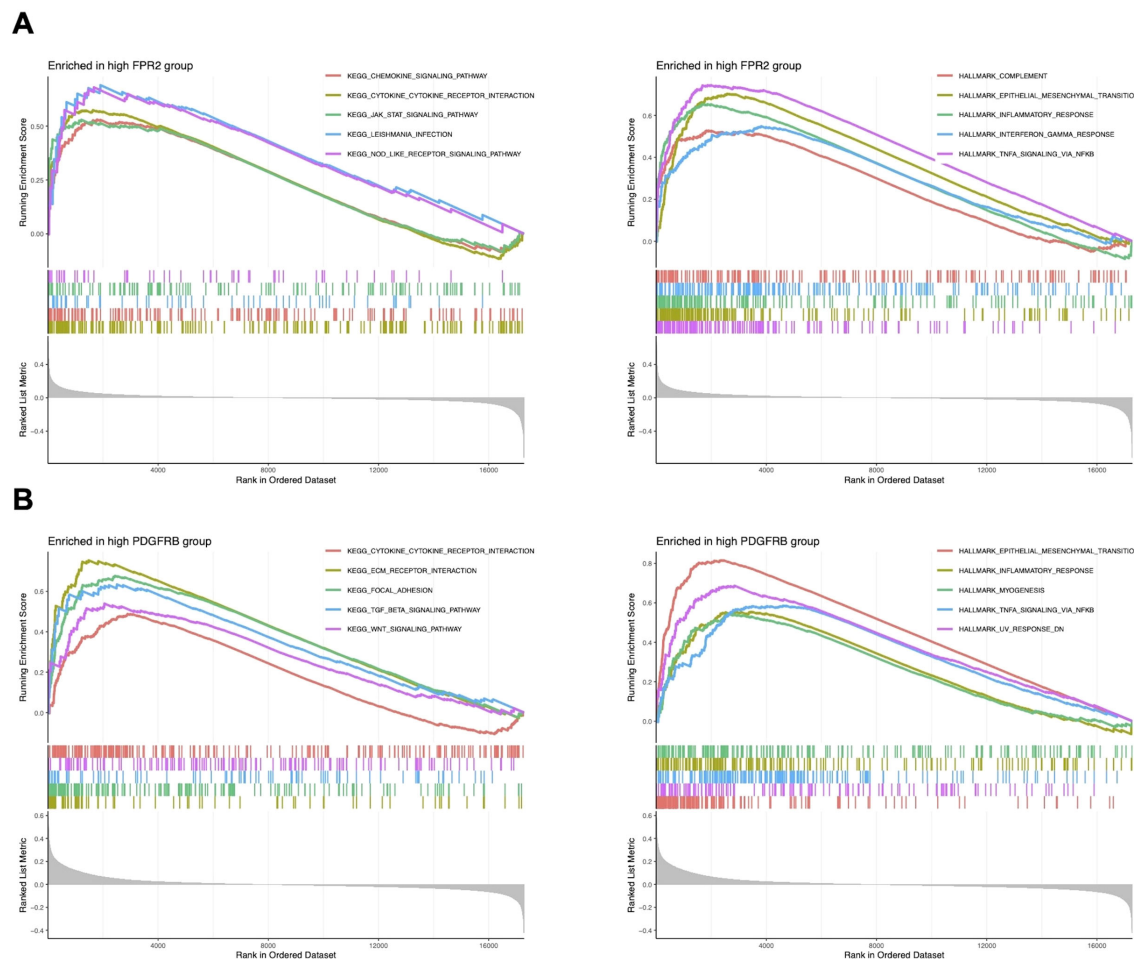 A
Enriched in high FPR2 group
KEGG_CHEMOKINE_SIGNALING_PATHWAY
KEGG_CYTOKINE_CYTOKINE_RECEPTOR_INTERACTION
KEGG_JAK_STAT_SIGNALING_PATHWAY
KEGG_LEISHMANIA_INFECTION
KEGG_NOD_LIKE_RECEPTOR_SIGNALING_PATHWAY
Running Enrichment Score
0.50
0.25
0.00
Ranked List Metric
0.4
0.0
−0.4
4000 8000 12000 16000
Rank in Ordered Dataset
Enriched in high FPR2 group
HALLMARK_COMPLEMENT
HALLMARK_EPITHELIAL_MESENCHYMAL_TRANSITIO
HALLMARK_INFLAMMATORY_RESPONSE
HALLMARK_INTERFERON_GAMMA_RESPONSE
HALLMARK_TNFA_SIGNALING_VIA_NFKB
Running Enrichment Score
0.6
0.4
0.2
0.0
Ranked List Metric
0.4
0.0
−0.4
4000 8000 12000 16000
Rank in Ordered Dataset
B
Enriched in high PDGFRB group
KEGG_CYTOKINE_CYTOKINE_RECEPTOR_INTERACTION
KEGG_ECM_RECEPTOR_INTERACTION
KEGG_FOCAL_ADHESION
KEGG_TGF_BETA_SIGNALING_PATHWAY
KEGG_WNT_SIGNALING_PATHWAY
Running Enrichment Score
0.6
0.4
0.2
0.0
Ranked List Metric
0.6
0.4
0.2
0.0
−0.2
−0.4
4000 8000 12000 16000
Rank in Ordered Dataset
Enriched in high PDGFRB group
HALLMARK_EPITHELIAL_MESENCHYMAL_TRANSITIO
HALLMARK_INFLAMMATORY_RESPONSE
HALLMARK_MYOGENESIS
HALLMARK_TNFA_SIGNALING_VIA_NFKB
HALLMARK_UV_RESPONSE_DN
Running Enrichment Score
0.8
0.6
0.4
0.2
0.0
Ranked List Metric
0.6
0.4
0.2
0.0
−0.2
−0.4
4000 8000 12000 16000
Rank in Ordered Dataset